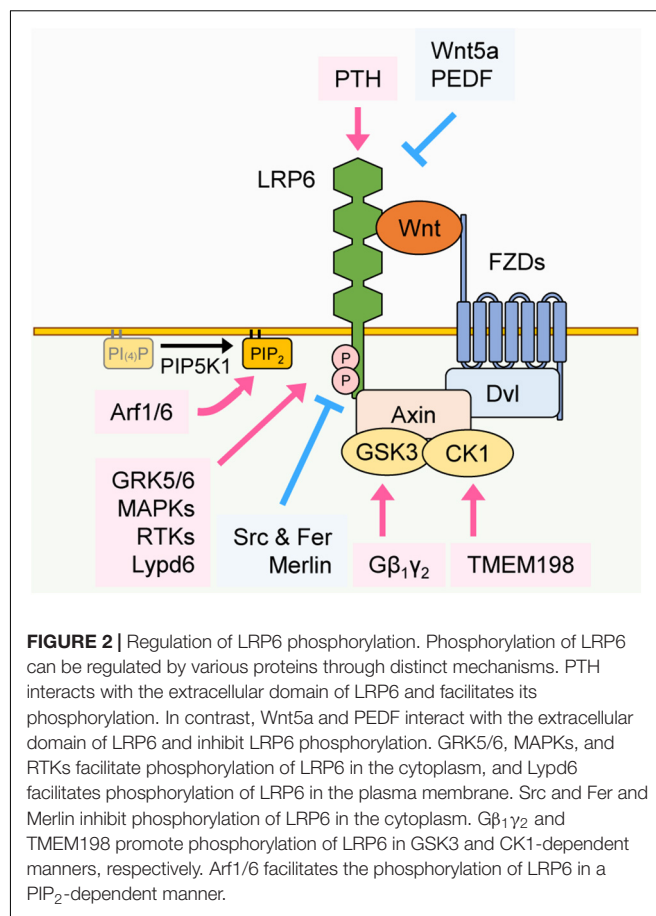 Wnt5a
PEDF
PTH
LRP6
Wnt
FZDs
PI(4)P
PIP5K1
PIP₂
P
P
Dvl
Axin
GSK3
CK1
Arf1/6
GRK5/6
MAPKs
RTKs
Lypd6
Src & Fer
Merlin
Gβ₁γ₂
TMEM198
FIGURE 2 | Regulation of LRP6 phosphorylation. Phosphorylation of LRP6
can be regulated by various proteins through distinct mechanisms. PTH
interacts with the extracellular domain of LRP6 and facilitates its
phosphorylation. In contrast, Wnt5a and PEDF interact with the extracellular
domain of LRP6 and inhibit LRP6 phosphorylation. GRK5/6, MAPKs, and
RTKs facilitate phosphorylation of LRP6 in the cytoplasm, and Lypd6
facilitates phosphorylation of LRP6 in the plasma membrane. Src and Fer and
Merlin inhibit phosphorylation of LRP6 in the cytoplasm. Gβ₁γ₂ and
TMEM198 promote phosphorylation of LRP6 in GSK3 and CK1-dependent
manners, respectively. Arf1/6 facilitates the phosphorylation of LRP6 in a
PIP₂-dependent manner.